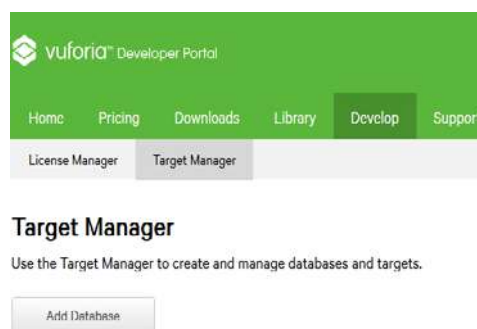 vuforia™ Developer Portal
Home Pricing Downloads Library Develop Suppor
License Manager Target Manager
Target Manager
Use the Target Manager to create and manage databases and targets.
Add Database